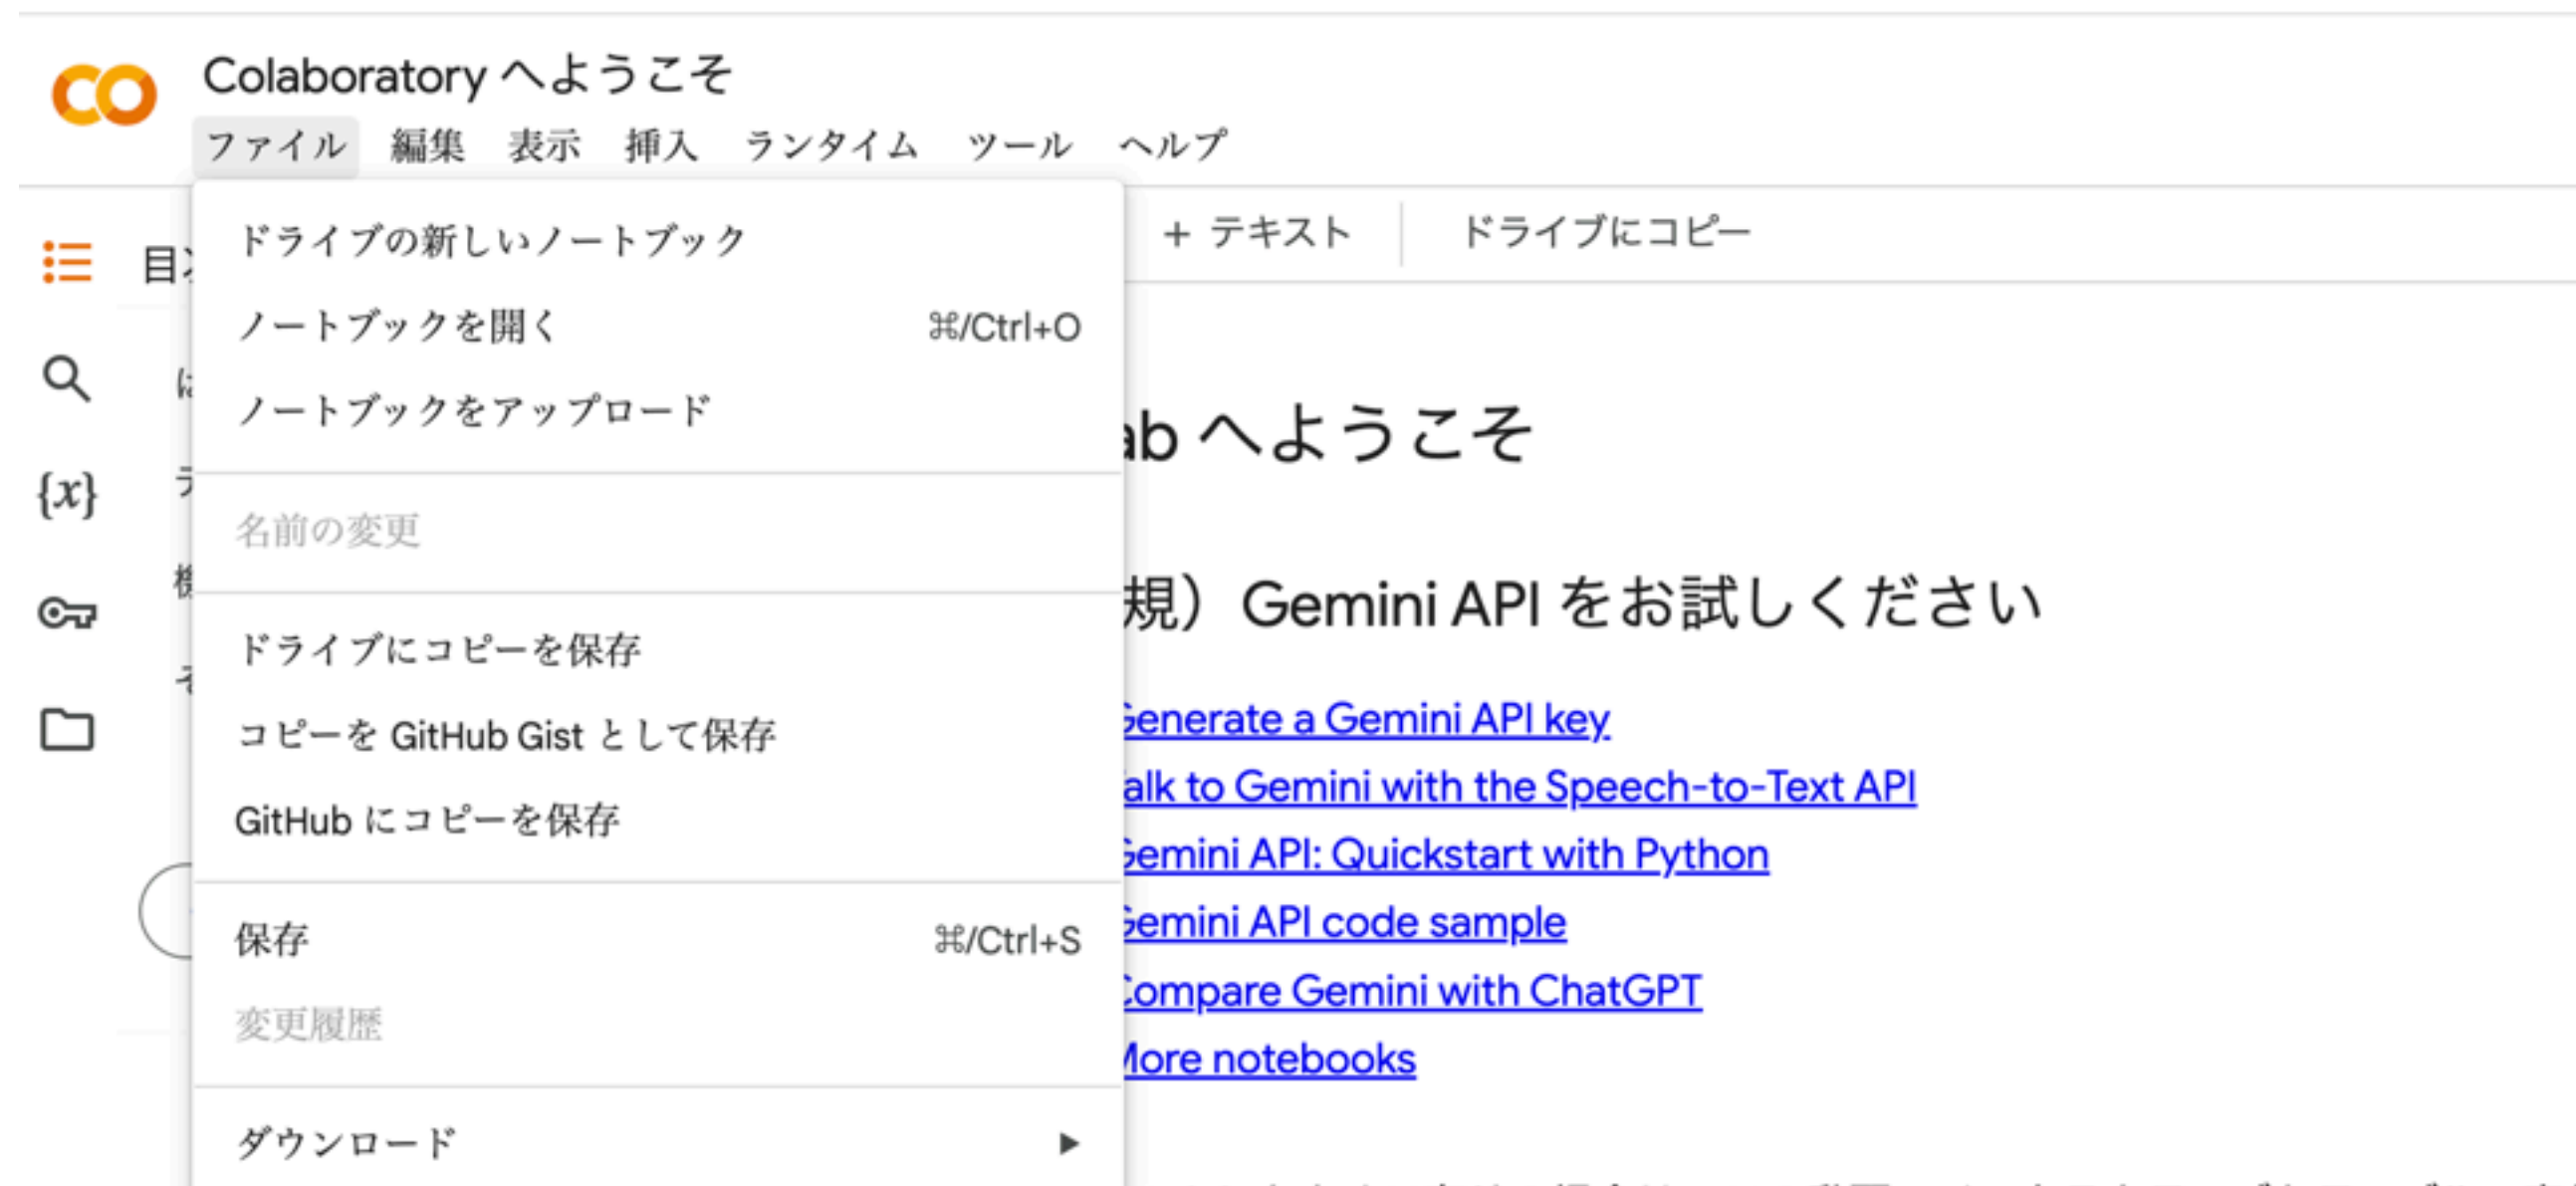 Colaboratory へようこそ
ファイル 編集 表示 挿入 ランタイム ツール ヘルプ
+ テキスト ドライブにコピー
ドライブの新しいノートブック
ノートブックを開く ⌘/Ctrl+O
ノートブックをアップロード
名前の変更
ドライブにコピーを保存
コピーを GitHub Gist として保存
GitHub にコピーを保存
保存 ⌘/Ctrl+S
変更履歴
ダウンロード
目
{x}
ab へようこそ
規）Gemini API をお試しください
Generate a Gemini API key
alk to Gemini with the Speech-to-Text API
Gemini API: Quickstart with Python
Gemini API code sample
Compare Gemini with ChatGPT
More notebooks